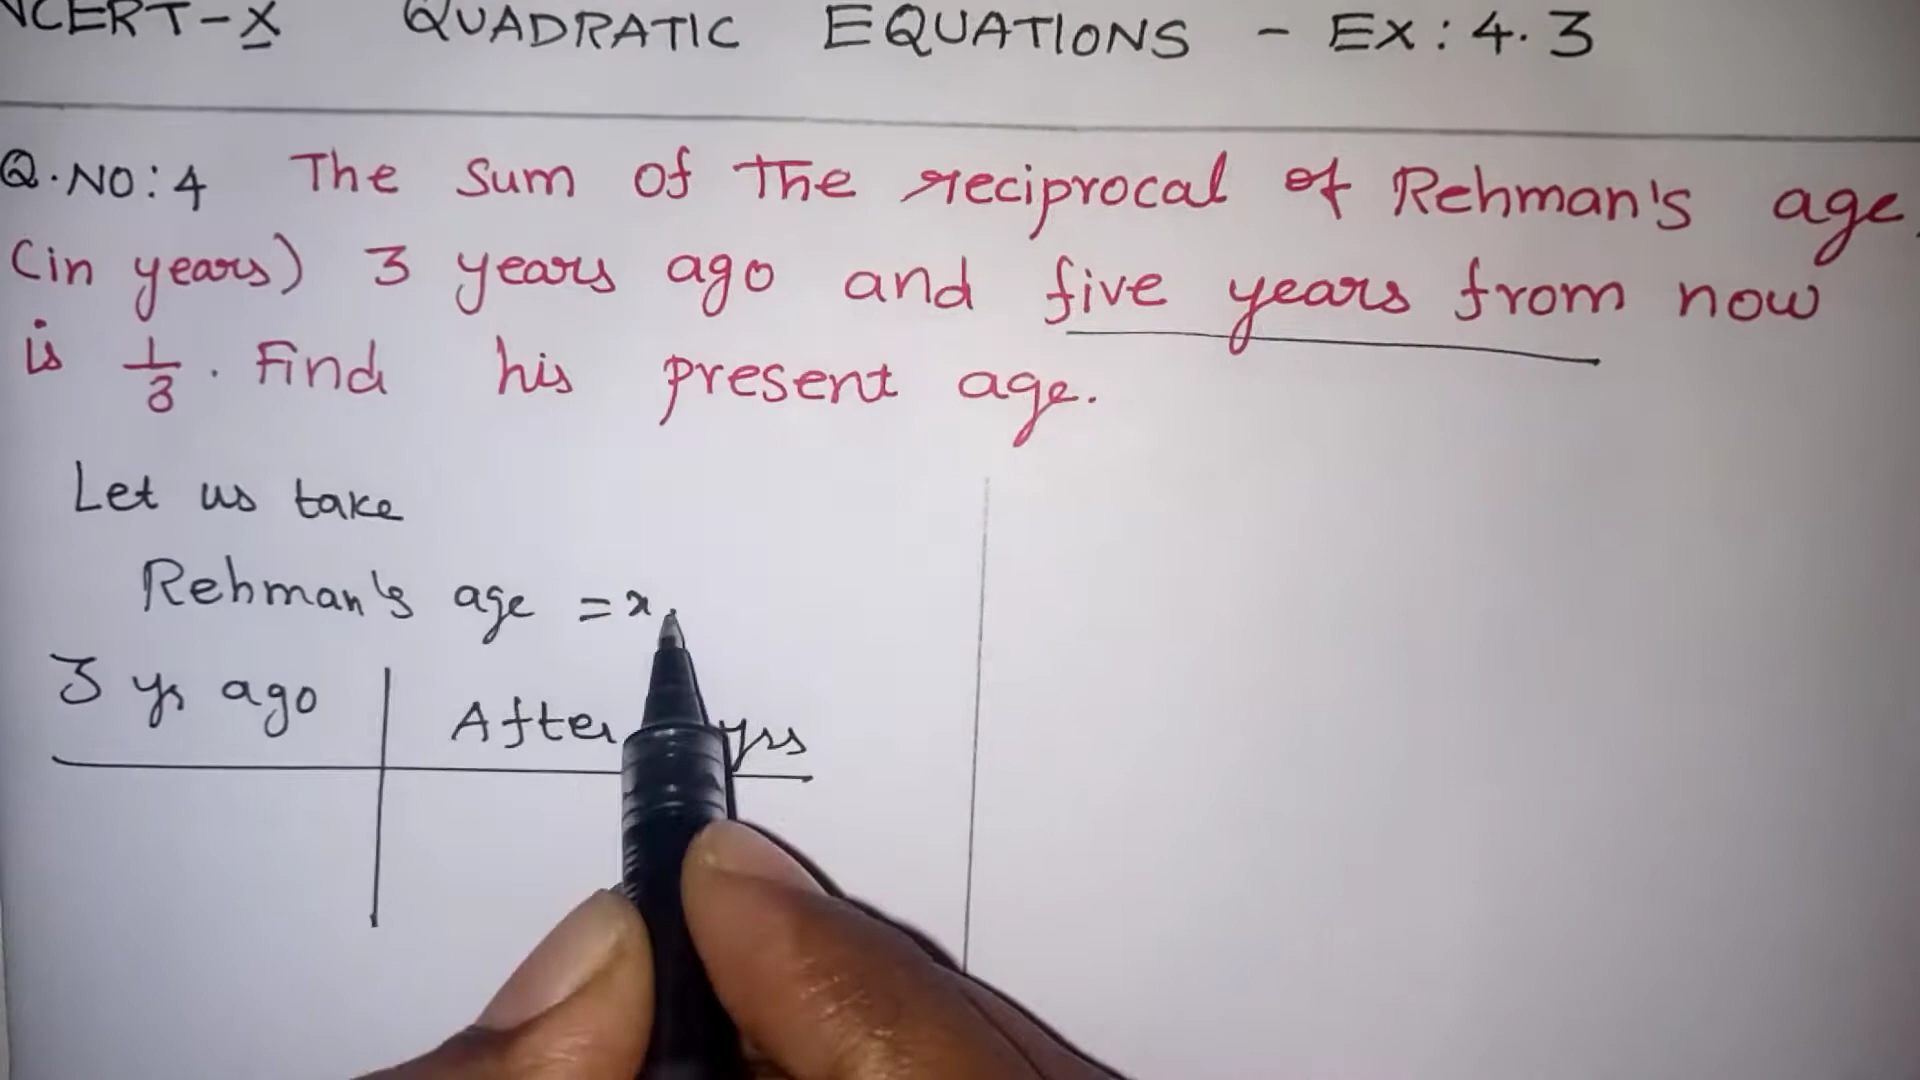 NCERT-X QUADRATIC EQUATIONS - EX: 4.3
Q.NO:4 The sum of the reciprocal of Rehman's age
(in years) 3 years ago and five years from now
is 1/3. Find his present age.
Let us take
Rehman's age = x
3 ys ago After yrs